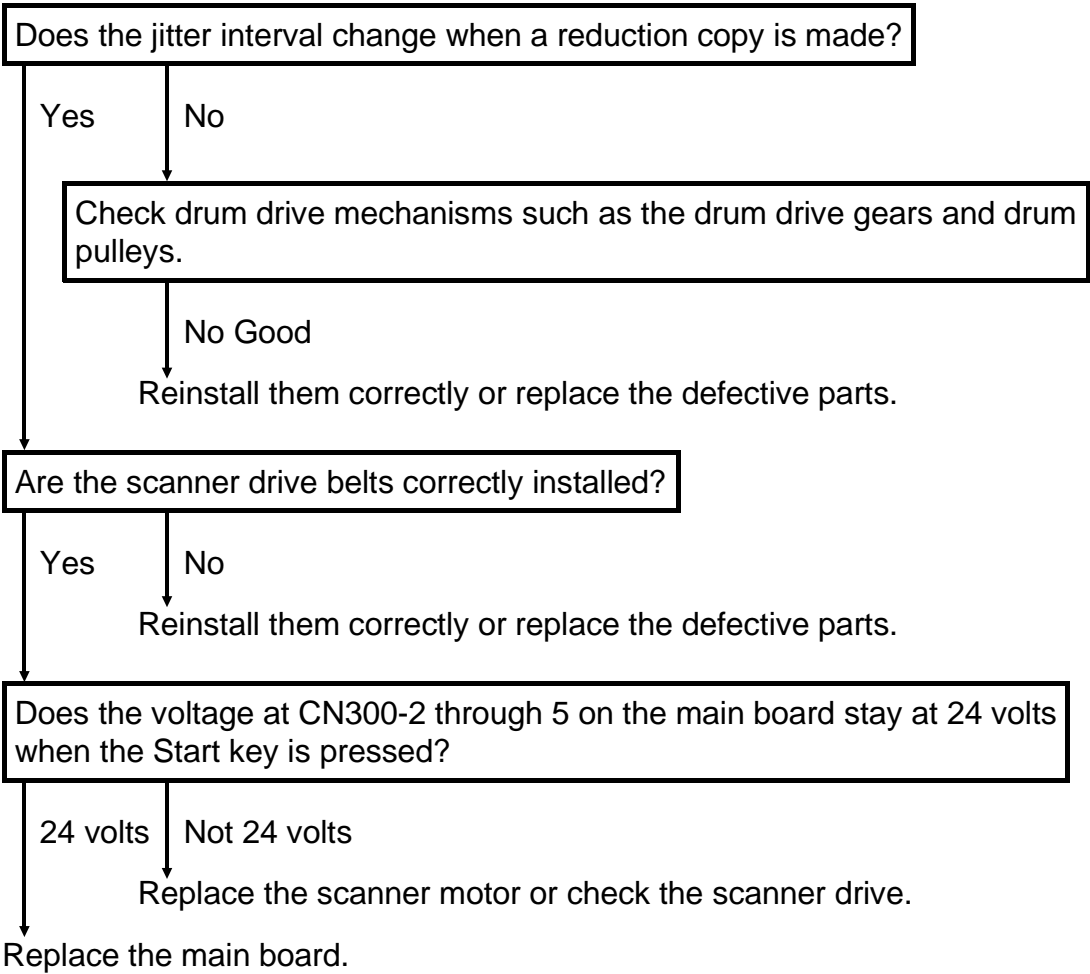 Does the jitter interval change when a reduction copy is made?
Yes
No
Check drum drive mechanisms such as the drum drive gears and drum
pulleys.
No Good
Reinstall them correctly or replace the defective parts.
Are the scanner drive belts correctly installed?
Yes
No
Reinstall them correctly or replace the defective parts.
Does the voltage at CN300-2 through 5 on the main board stay at 24 volts
when the Start key is pressed?
24 volts
Not 24 volts
Replace the scanner motor or check the scanner drive.
Replace the main board.